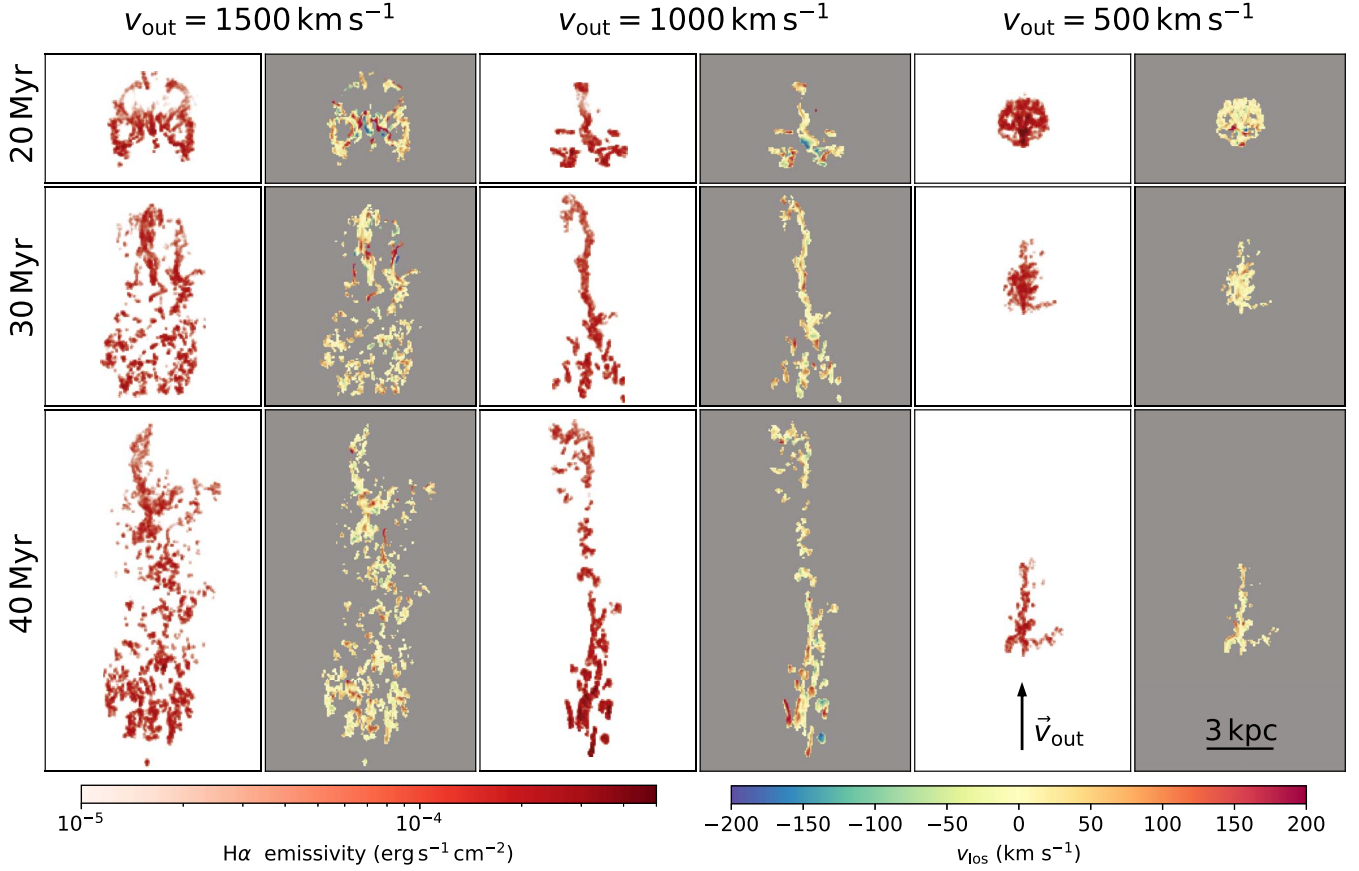 v_out = 1500 km s⁻¹ v_out = 1000 km s⁻¹ v_out = 500 km s⁻¹
20 Myr
30 Myr
40 Myr
v⃗_out
3 kpc
10⁻⁵ 10⁻⁴
Hα emissivity (erg s⁻¹ cm⁻²)
−200 −150 −100 −50 0 50 100 150 200
v_los (km s⁻¹)